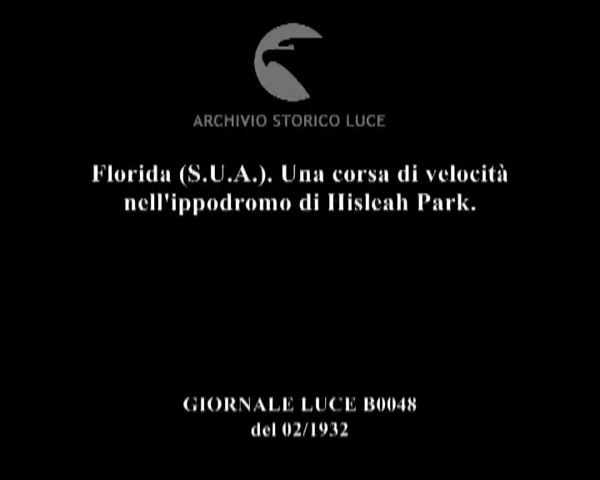 ARCHIVIO STORICO LUCE
Florida (S.U.A.). Una corsa di velocità
nell'ippodromo di Hisleah Park.
GIORNALE LUCE B0048
del 02/1932